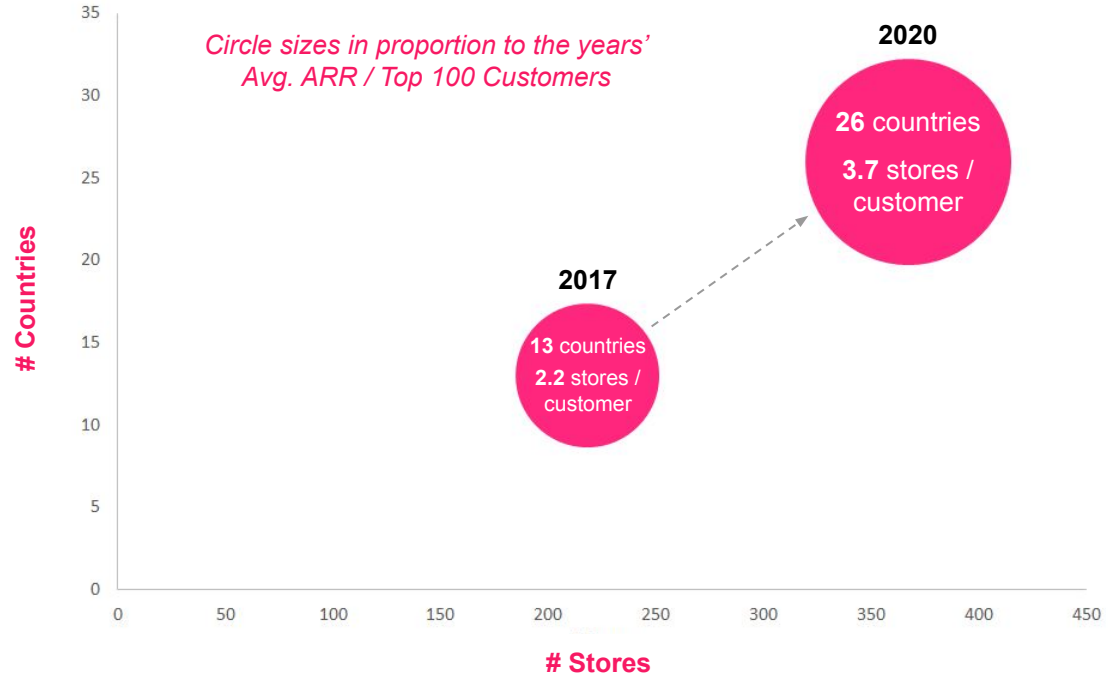 Circle sizes in proportion to the years’
Avg. ARR / Top 100 Customers
2020
26 countries
3.7 stores /
customer
2017
13 countries
2.2 stores /
customer
# Countries
35
30
25
20
15
10
5
0
0
50
100
150
200
250
300
350
400
450
# Stores